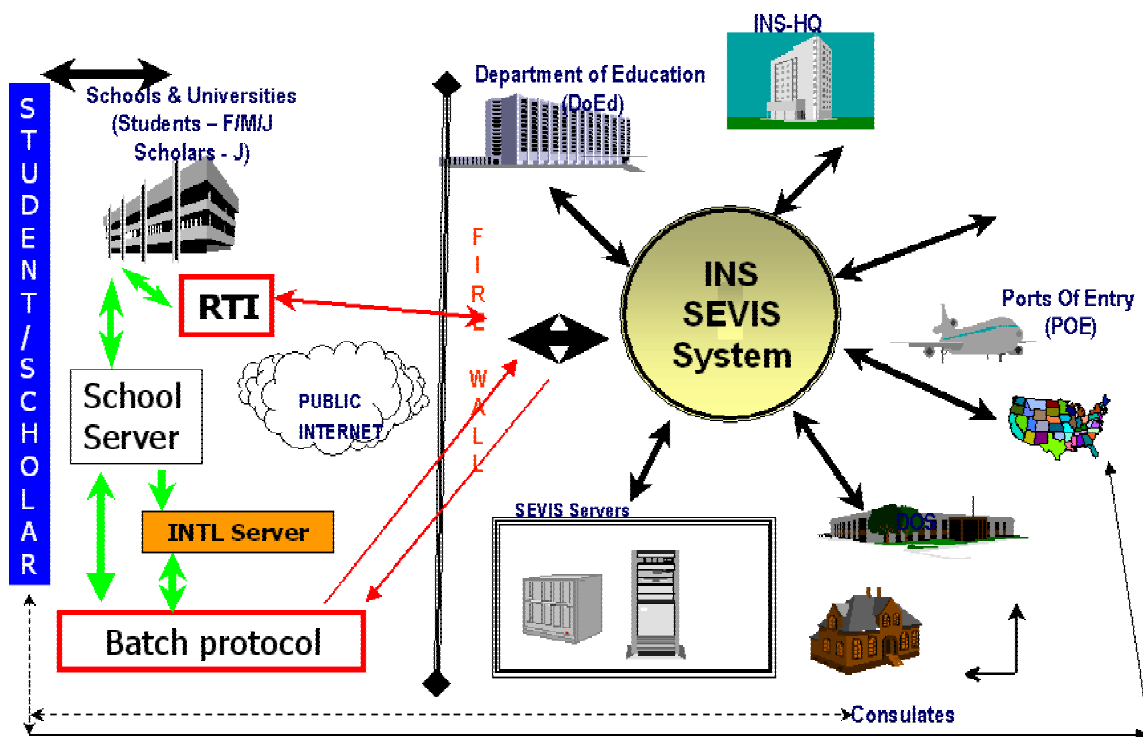 INS-HQ
Department of Education
(DoEd)
Schools & Universities
(Students – F/M/J
Scholars - J)
STUDENT/SCHOLAR
FIRE WALL
RTI
INS
SEVIS
System
Ports Of Entry
(POE)
School
Server
PUBLIC
INTERNET
SEVIS Servers
DOS
INTL Server
Batch protocol
Consulates